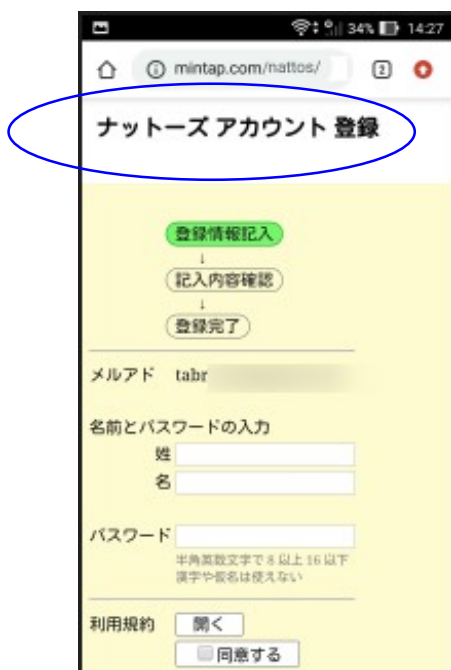 34% 14:27
mintap.com/nattos/ 2
ナットーズ アカウント 登録
登録情報記入
↓
記入内容確認
↓
登録完了
メルアド tabr
名前とパスワードの入力
姓
名
パスワード
半角英数文字で 8 以上 16 以下
漢字や仮名は使えない
利用規約 開く
同意する